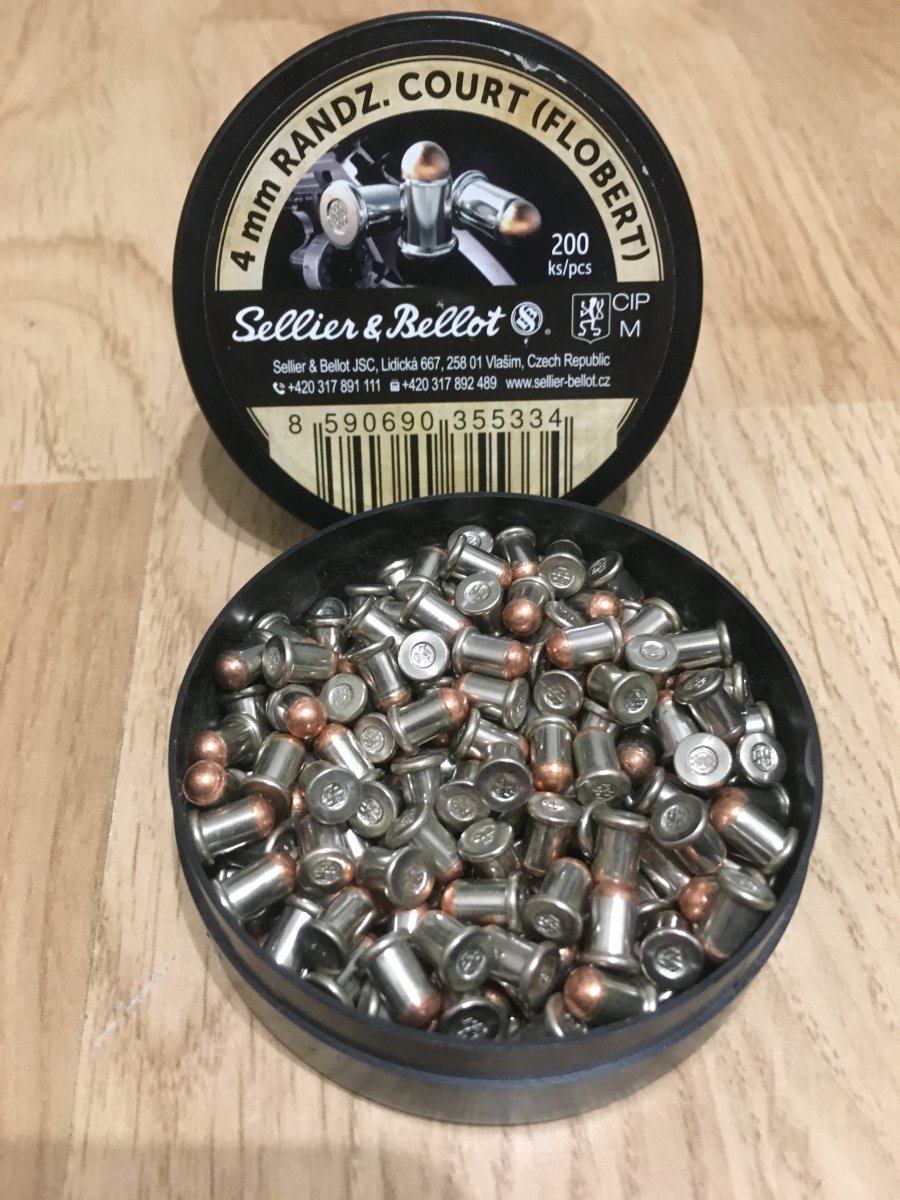 4 mm RANDZ. COURT (FLOBERT)
200
ks/pcs
Sellier & Bellot
CIP
M
Sellier & Bellot JSC, Lidická 667, 258 01 Vlašim, Czech Republic
+420 317 891 111 +420 317 892 489 www.sellier-bellot.cz
8 590690 355334